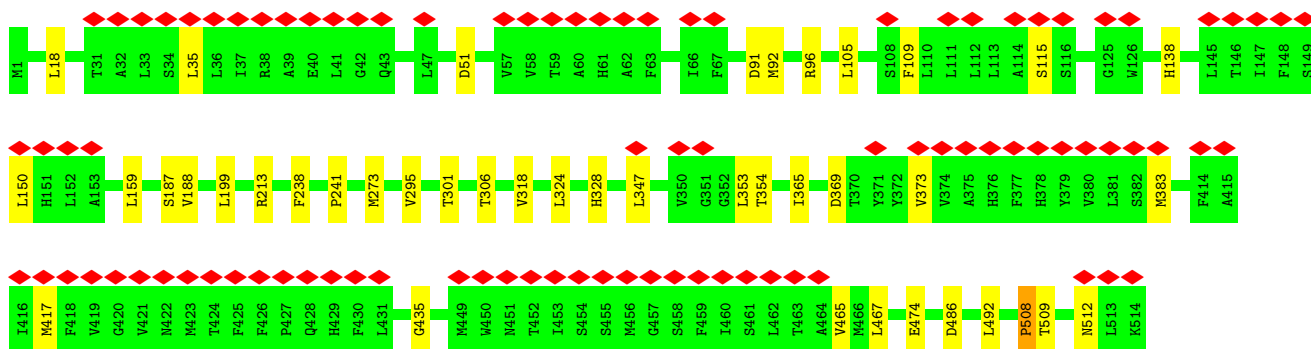 M1 L18 T31 A32 L33 S34 L35 L36 I37 R38 A39 E40 L41 G42 Q43 L47 D51 V57 V58 T59 A60 H61 A62 F63 I66 F67 D91 M92 R96 L105 S108 F109 L110 L111 L112 L113 A114 S115 S116 G125 W126 H138 L145 T146 I147 F148 S149
L150 H151 L152 A153 L159 S187 V188 L199 R213 F238 P241 M273 V295 T301 T306 V318 L324 H328 L347 V350 G351 G352 L353 T354 I365 D369 T370 Y371 Y372 V373 V374 A375 H376 F377 H378 Y379 V380 L381 S382 M383 F414 A415
I416 M417 F418 V419 G420 V421 N422 M423 T424 F425 F426 P427 Q428 H429 F430 L431 G435 M449 W450 N451 T452 I453 S454 S455 M456 G457 S458 F459 I460 S461 L462 T463 A464 V465 M466 L467 E474 D486 L492 P508 T509 N512 L513 K514